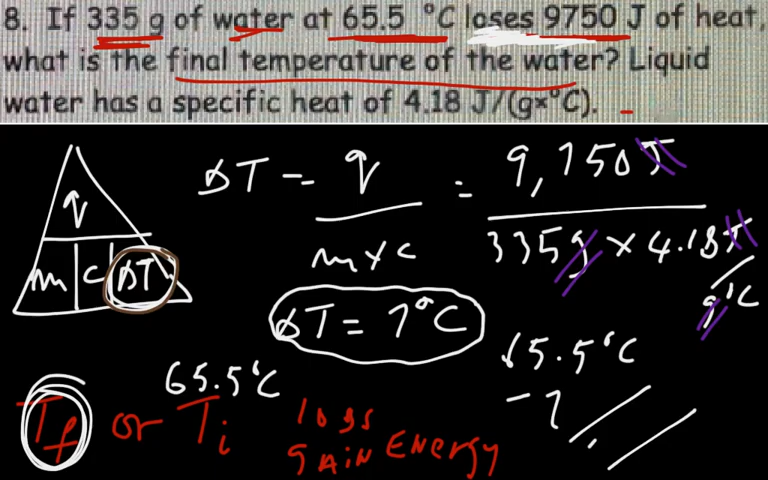 8. If 335 g of water at 65.5 °C loses 9750 J of heat,
what is the final temperature of the water? Liquid
water has a specific heat of 4.18 J/(g×°C).
ΔT = q / m × c = 9,750 J / 335 g × 4.18 J / g °C
q
m c ΔT
ΔT = 7°C
65.5°C
65.5°C
- 7
Tf or Ti
loss
gAiN ENErgy